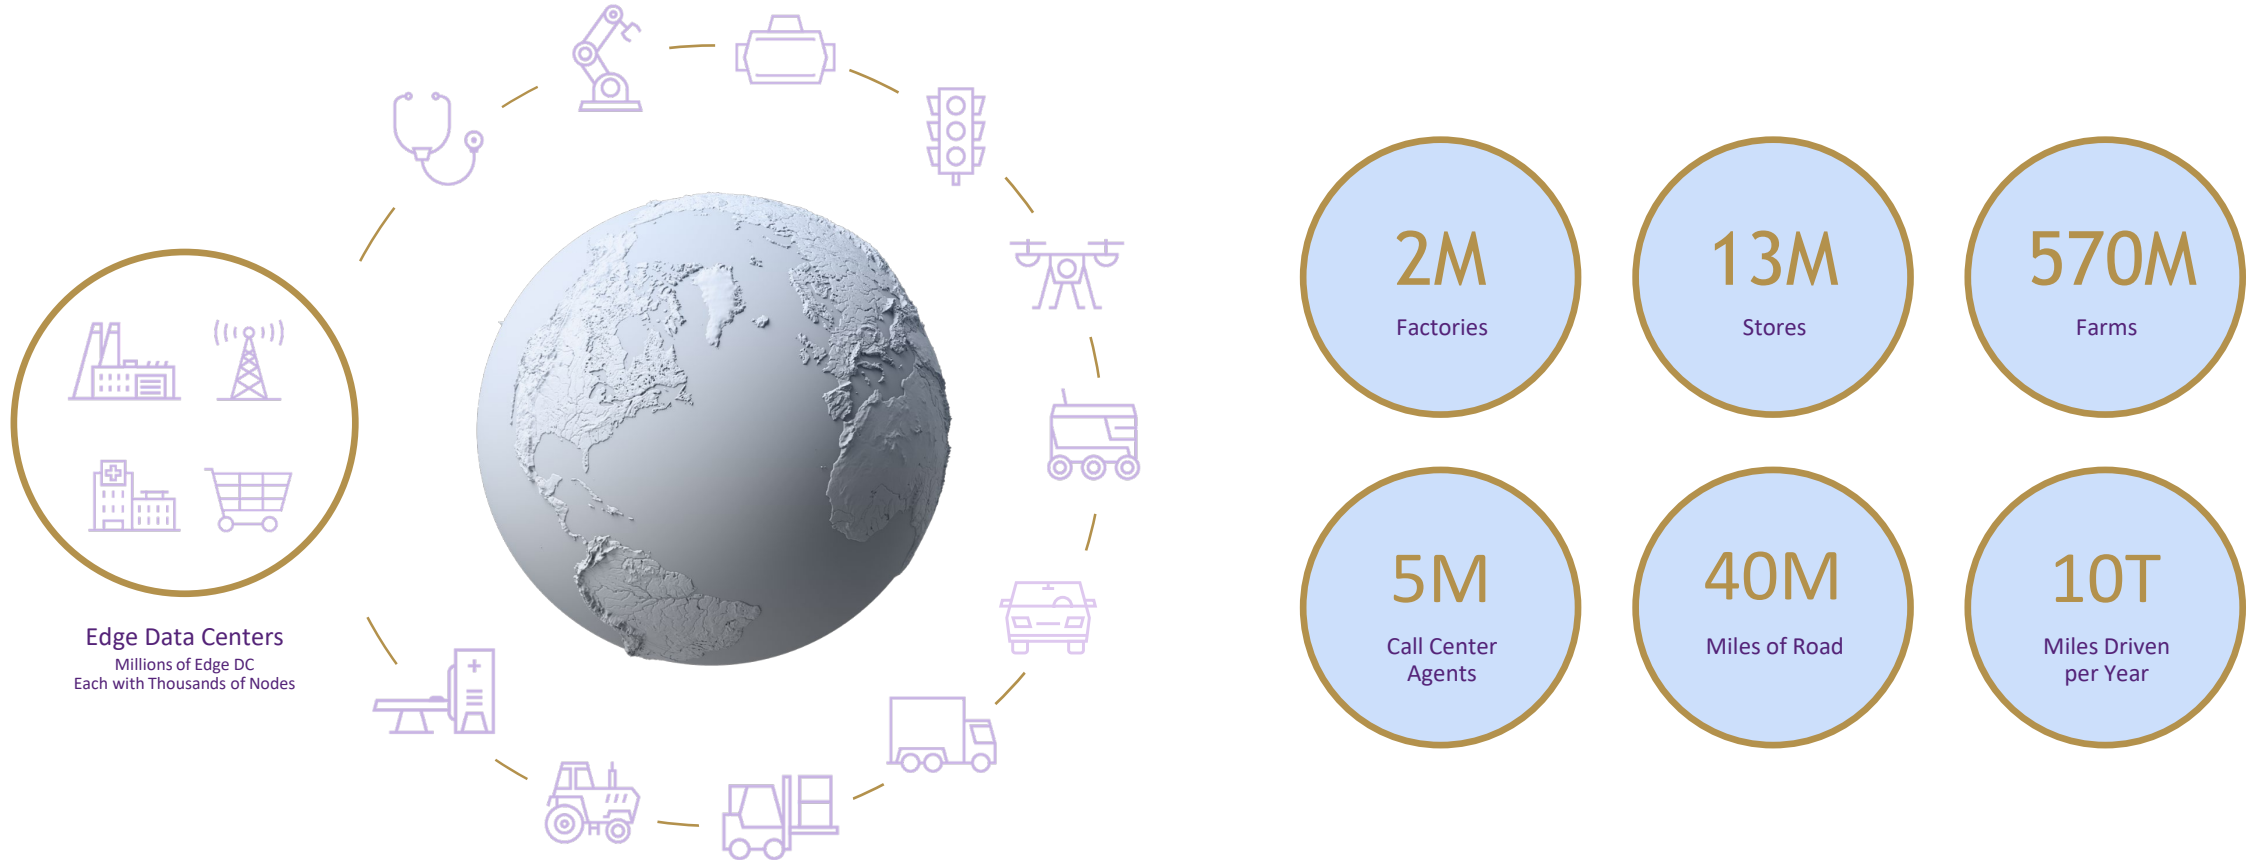 Edge Data Centers
Millions of Edge DC
Each with Thousands of Nodes
2M
Factories
13M
Stores
570M
Farms
5M
Call Center
Agents
40M
Miles of Road
10T
Miles Driven
per Year